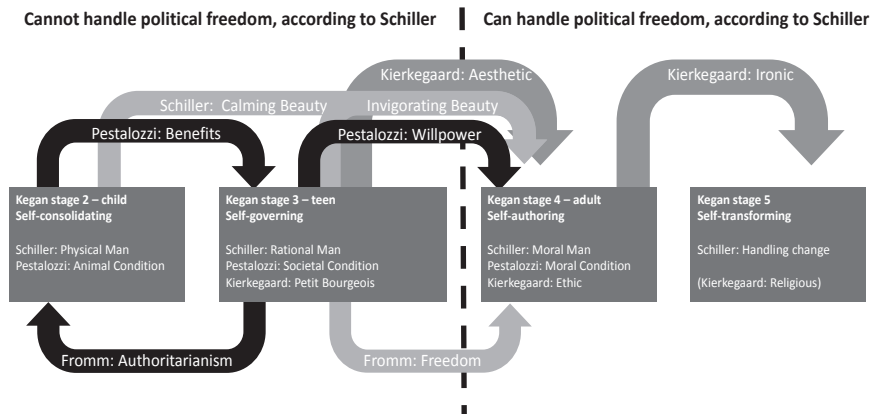 Cannot handle political freedom, according to Schiller
Can handle political freedom, according to Schiller
Kierkegaard: Aesthetic
Kierkegaard: Ironic
Schiller: Calming Beauty
Invigorating Beauty
Pestalozzi: Benefits
Pestalozzi: Willpower
Kegan stage 2 – child
Self-consolidating
Schiller: Physical Man
Pestalozzi: Animal Condition
Kegan stage 3 – teen
Self-governing
Schiller: Rational Man
Pestalozzi: Societal Condition
Kierkegaard: Petit Bourgeois
Kegan stage 4 – adult
Self-authoring
Schiller: Moral Man
Pestalozzi: Moral Condition
Kierkegaard: Ethic
Kegan stage 5
Self-transforming
Schiller: Handling change
(Kierkegaard: Religious)
Fromm: Authoritarianism
Fromm: Freedom